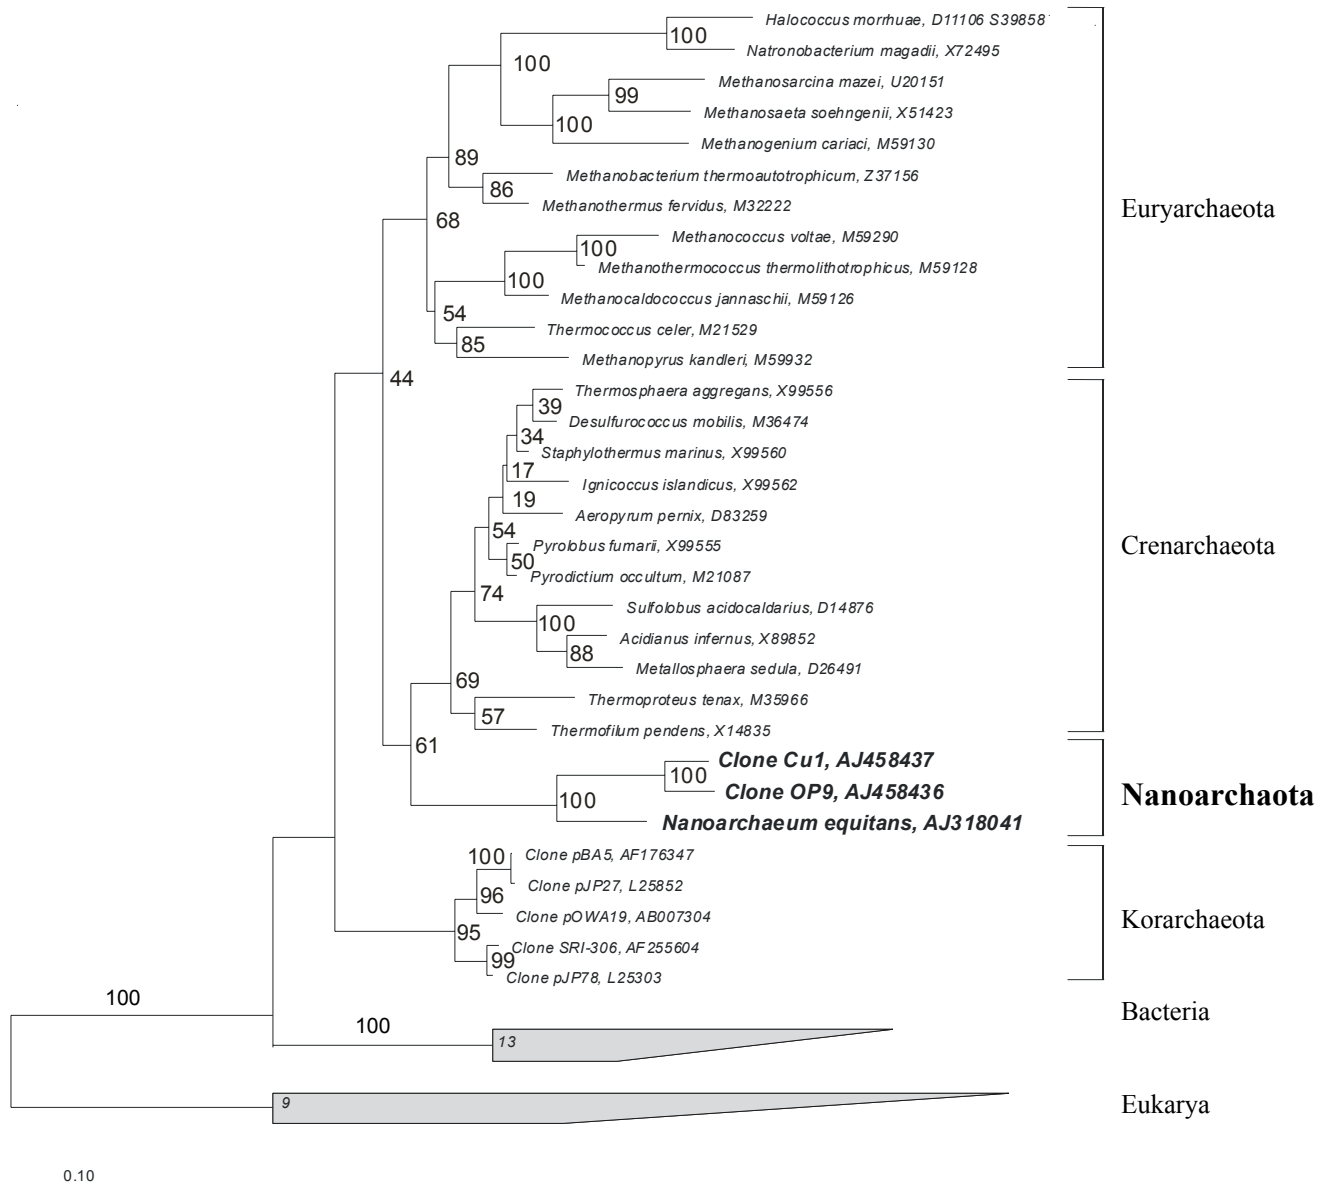 Halococcus morrhuae, D11106 S39858
100
Natronobacterium magadii, X72495
100
Methanosarcina mazei, U20151
99
Methanosaeta soehngenii, X51423
100
Methanogenium cariaci, M59130
89
Methanobacterium thermoautotrophicum, Z37156
86
Methanothermus fervidus, M32222
Euryarchaeota
68
Methanococcus voltae, M59290
100
Methanothermococcus thermolithotrophicus, M59128
100
Methanocaldococcus jannaschii, M59126
54
Thermococcus celer, M21529
85
Methanopyrus kandleri, M59932
44
Thermosphaera aggregans, X99556
39
Desulfurococcus mobilis, M36474
34
Staphylothermus marinus, X99560
17
Ignicoccus islandicus, X99562
19
Aeropyrum pernix, D83259
54
Pyrolobus fumarii, X99555
Crenarchaeota
50
Pyrodictium occultum, M21087
74
Sulfolobus acidocaldarius, D14876
100
Acidianus infernus, X89852
88
Metallosphaera sedula, D26491
69
Thermoproteus tenax, M35966
57
Thermofilum pendens, X14835
61
Clone Cu1, AJ458437
100
Clone OP9, AJ458436
Nanoarchaota
100
Nanoarchaeum equitans, AJ318041
100
Clone pBA5, AF176347
Clone pJP27, L25852
96
Clone pOWA19, AB007304
Korarchaeota
95
Clone SRI-306, AF255604
99
Clone pJP78, L25303
100
Bacteria
100
13
9
Eukarya
0.10